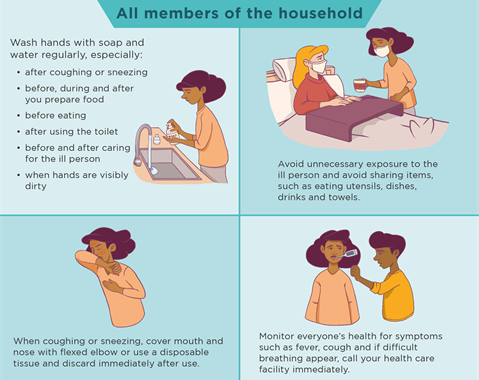 All members of the household
Wash hands with soap and
water regularly, especially:
• after coughing or sneezing
• before, during and after
you prepare food
• before eating
• after using the toilet
• before and after caring
for the ill person
• when hands are visibly
dirty
Avoid unnecessary exposure to the
ill person and avoid sharing items,
such as eating utensils, dishes,
drinks and towels.
When coughing or sneezing, cover mouth and
nose with flexed elbow or use a disposable
tissue and discard immediately after use.
Monitor everyone's health for symptoms
such as fever, cough and if difficult
breathing appear, call your health care
facility immediately.